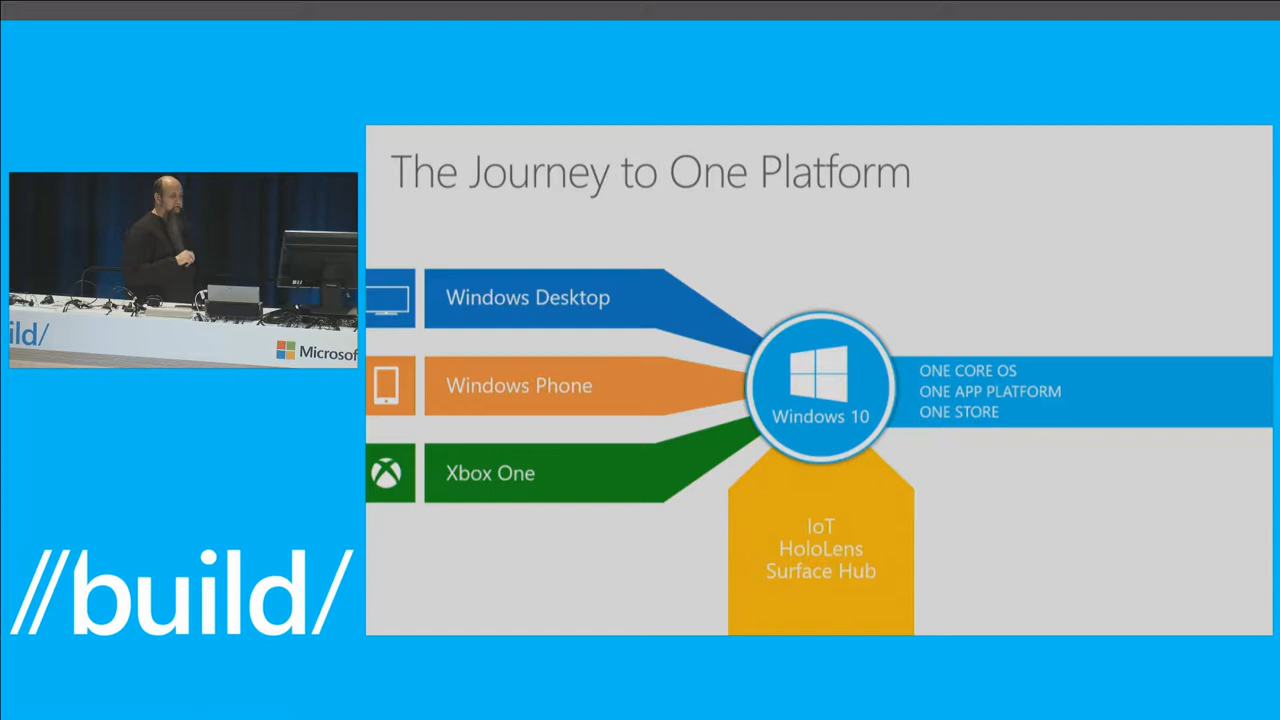 The Journey to One Platform
Windows Desktop
Windows Phone
Xbox One
Windows 10
ONE CORE OS
ONE APP PLATFORM
ONE STORE
IoT
HoloLens
Surface Hub
ild/
Microsof
//build/